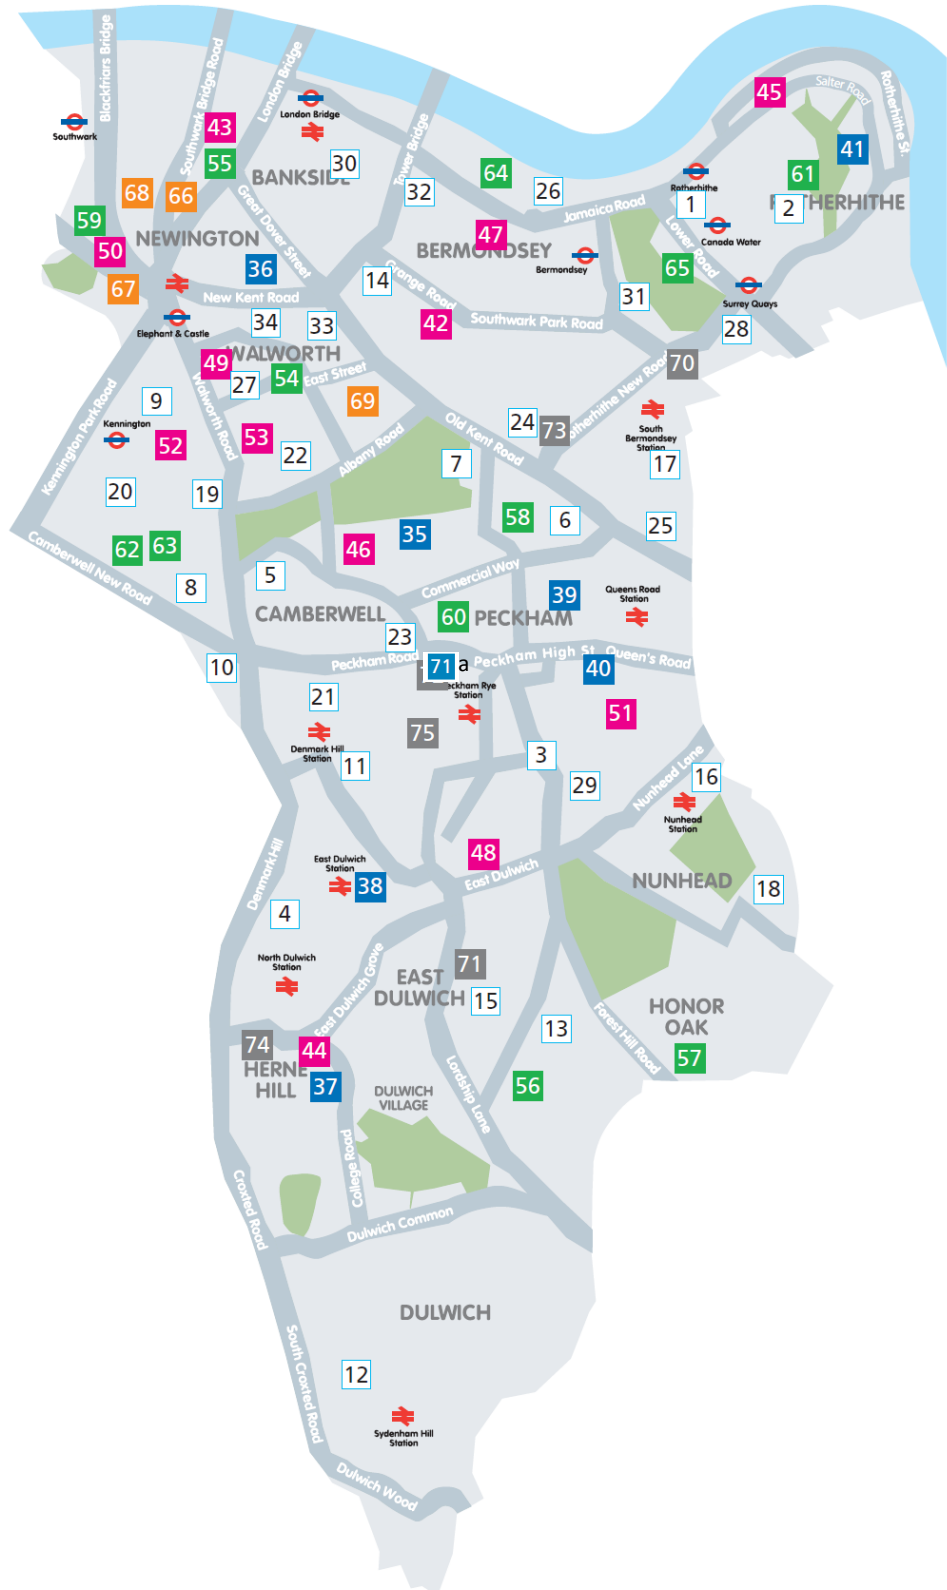 Blackfriars Bridge
Southwark Bridge Road
London Bridge
Tower Bridge
Southwark
London Bridge
43
55
30
BANKSIDE
32
64
26
45
Salter Road
Rotherhithe St.
41
61
Rotherhithe
1
2
Jamaica Road
Lower Road
Canada Water
68
66
59
50
NEWINGTON
67
36
Great Dover Street
New Kent Road
Elephant & Castle
34
33
14
Grange Road
47
BERMONDSEY
Bermondsey
65
31
Surrey Quays
28
42
Southwark Park Road
70
49
WALWORTH
27
54
East Street
69
9
Kennington
52
Kennington Park Road
Walworth Road
53
22
Albany Road
Old Kent Road
24
73
South
Bermondsey
Station
17
7
20
19
62
63
Camberwell New Road
8
5
46
35
58
6
25
Commercial Way
CAMBERWELL
60
PECKHAM
39
Queens Road
Station
23
10
Peckham Road
71
a
Peckham High St.
Queen's Road
40
21
Denmark Hill
Station
75
51
11
3
29
Nunhead Lane
16
Nunhead
Station
48
East Dulwich
NUNHEAD
18
Denmark Hill
East Dulwich
Station
38
4
North Dulwich
Station
East Dulwich Grove
EAST
DULWICH
71
15
13
HONOR
OAK
57
Forest Hill Road
74
44
HERNE
HILL
37
DULWICH
VILLAGE
56
Lordship Lane
College Road
Croxted Road
Dulwich Common
DULWICH
South Croxted Road
12
Sydenham Hill
Station
Dulwich Wood